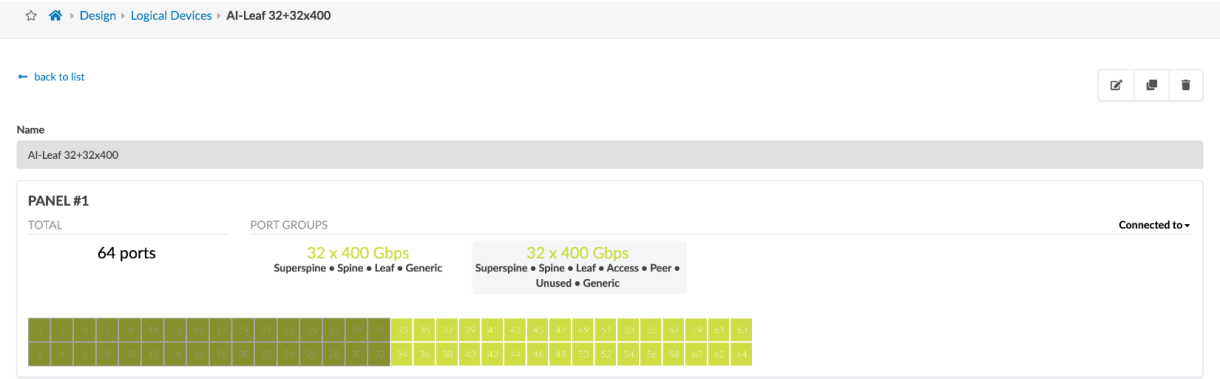 Design Logical Devices AI-Leaf 32+32x400
← back to list
Name
AI-Leaf 32+32x400
PANEL #1
TOTAL PORT GROUPS Connected to
64 ports 32 x 400 Gbps 32 x 400 Gbps
Superspine • Spine • Leaf • Generic Superspine • Spine • Leaf • Access • Peer •
Unused • Generic
33 35 37 39 41 43 45 47 49 51 53 55 57 59 61 63
34 36 38 40 42 44 46 48 50 52 54 56 58 60 62 64